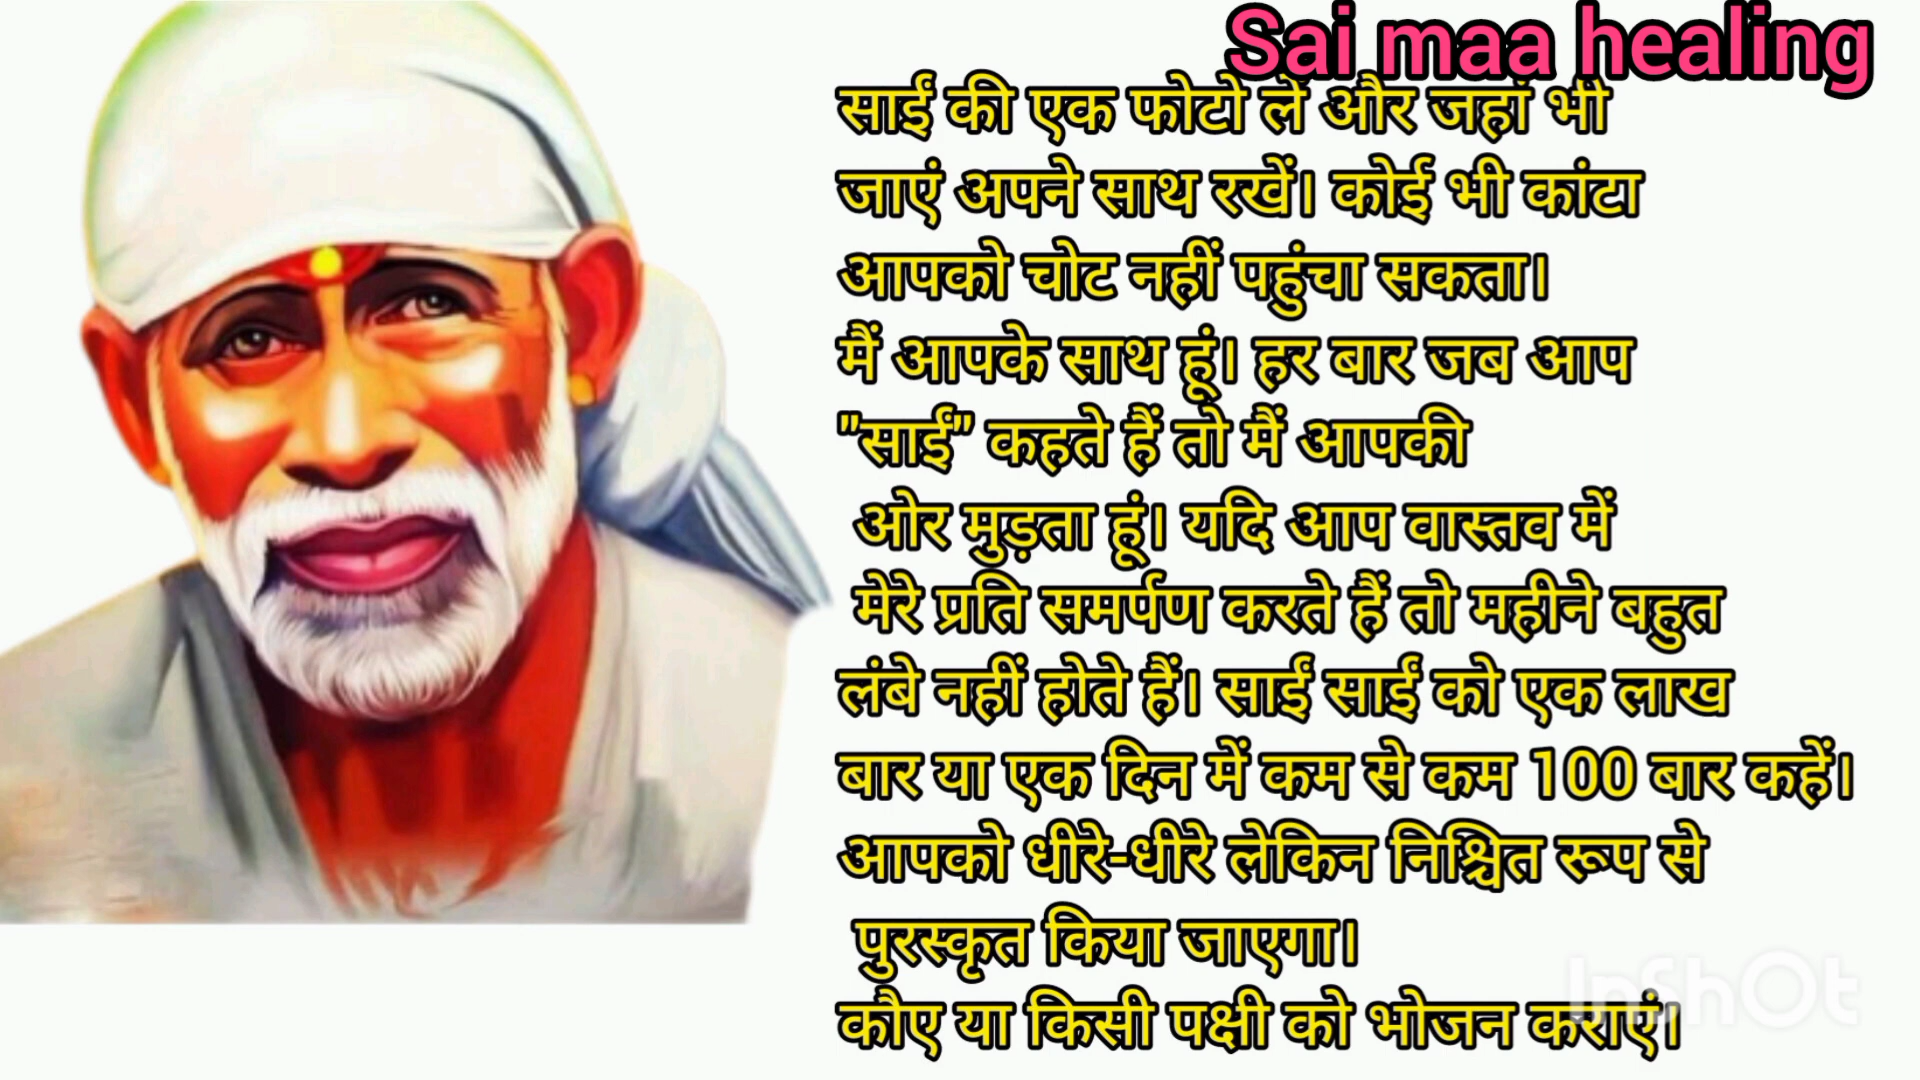 Sai maa healing
साईं की एक फोटो लें और जहां भी
जाएं अपने साथ रखें। कोई भी कांटा
आपको चोट नहीं पहुंचा सकता।
मैं आपके साथ हूं। हर बार जब आप
"साईं" कहते हैं तो मैं आपकी
ओर मुड़ता हूं। यदि आप वास्तव में
मेरे प्रति समर्पण करते हैं तो महीने बहुत
लंबे नहीं होते हैं। साईं साईं को एक लाख
बार या एक दिन में कम से कम 100 बार कहें।
आपको धीरे-धीरे लेकिन निश्चित रूप से
पुरस्कृत किया जाएगा।
कौए या किसी पक्षी को भोजन कराएं।
InShOt